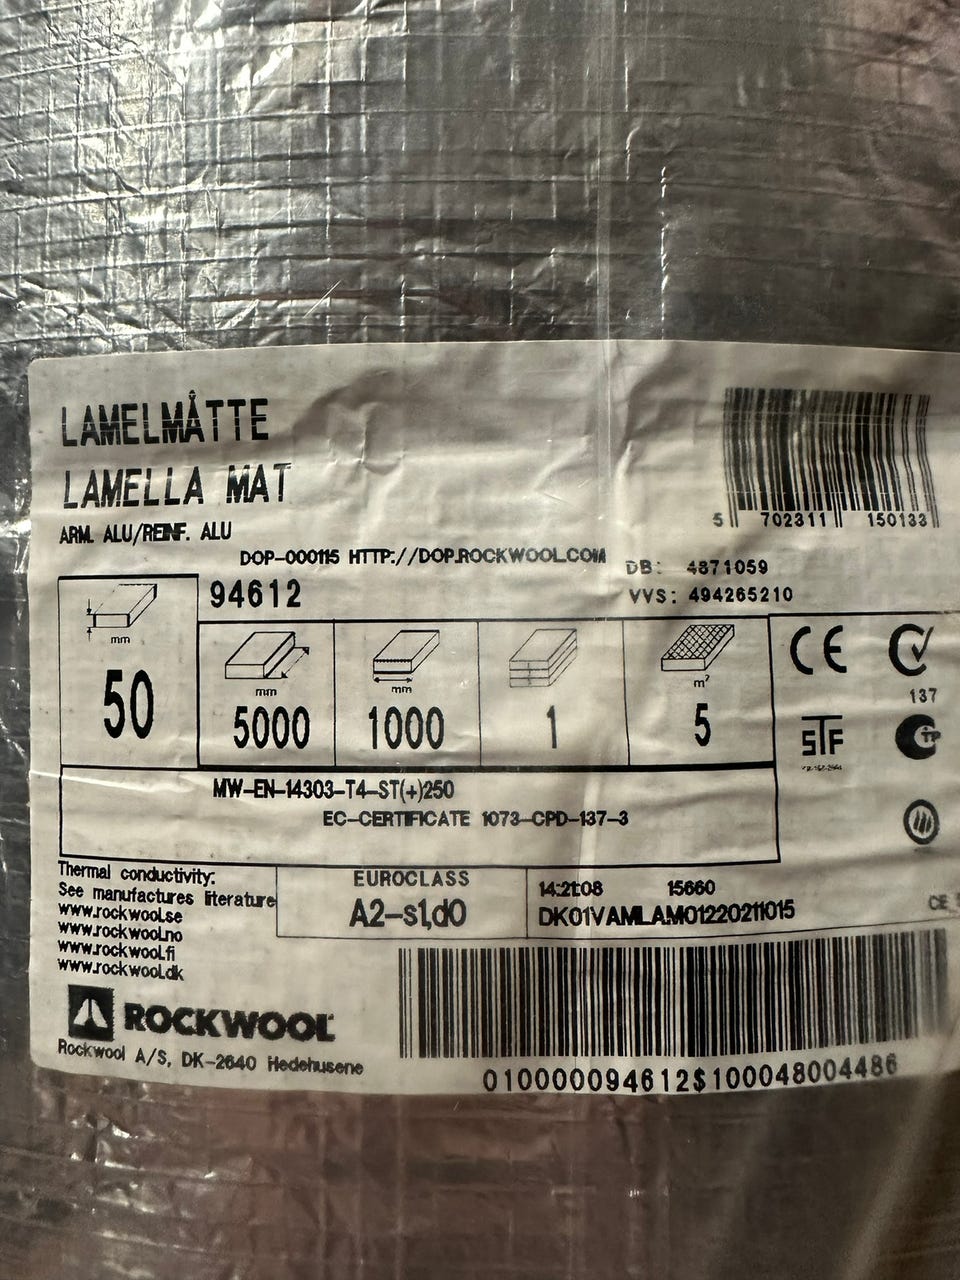 LAMELMÅTTE
LAMELLA MAT
ARM. ALU/REINF. ALU
5 702311 150133
DOP-000115 HTTP://DOP.ROCKWOOL.COM
DB: 4871059
94612
VVS: 494265210
mm
50
mm
5000
mm
1000
1
m²
5
CE
137
STF
MW-EN-14303-T4-ST(+)250
EC-CERTIFICATE 1073-CPD-137-3
Thermal conductivity:
See manufactures literature
www.rockwool.se
www.rockwool.no
www.rockwool.fi
www.rockwool.dk
EUROCLASS
A2-s1,d0
14:21:08 15660
DK01VAMLAM01220211015
CE
ROCKWOOL
Rockwool A/S, DK-2640 Hedehusene
010000094612$100048004486